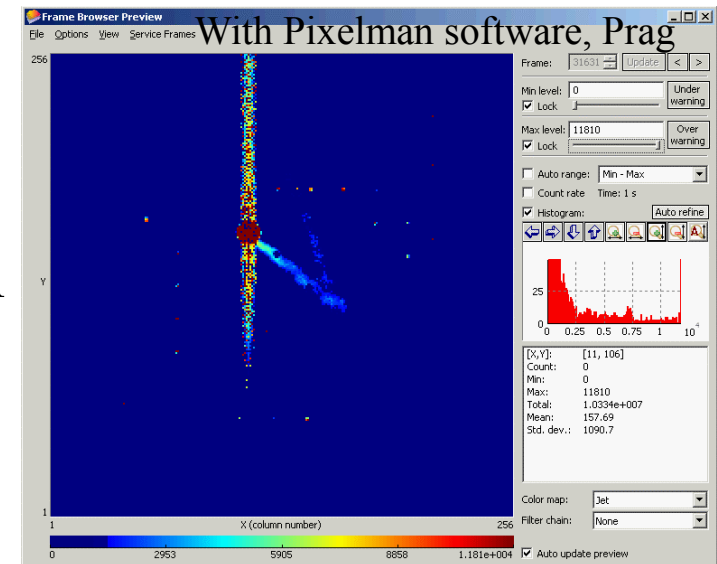 Frame Browser Preview
File Options View Service Frames
With Pixelman software, Prag
256
Y
1
1 X (column number) 256
0 2953 5905 8858 1.181e+004
Frame: 31631 Update < >
Min level: 0 Under warning
Lock
Max level: 11810 Over warning
Lock
Auto range: Min - Max
Count rate Time: 1 s
Histogram: Auto refine
25
0
0 0.25 0.5 0.75 1 10^4
[X,Y]: [11, 106]
Count: 0
Min: 0
Max: 11810
Total: 1.0334e+007
Mean: 157.69
Std. dev.: 1090.7
Color map: Jet
Filter chain: None
Auto update preview